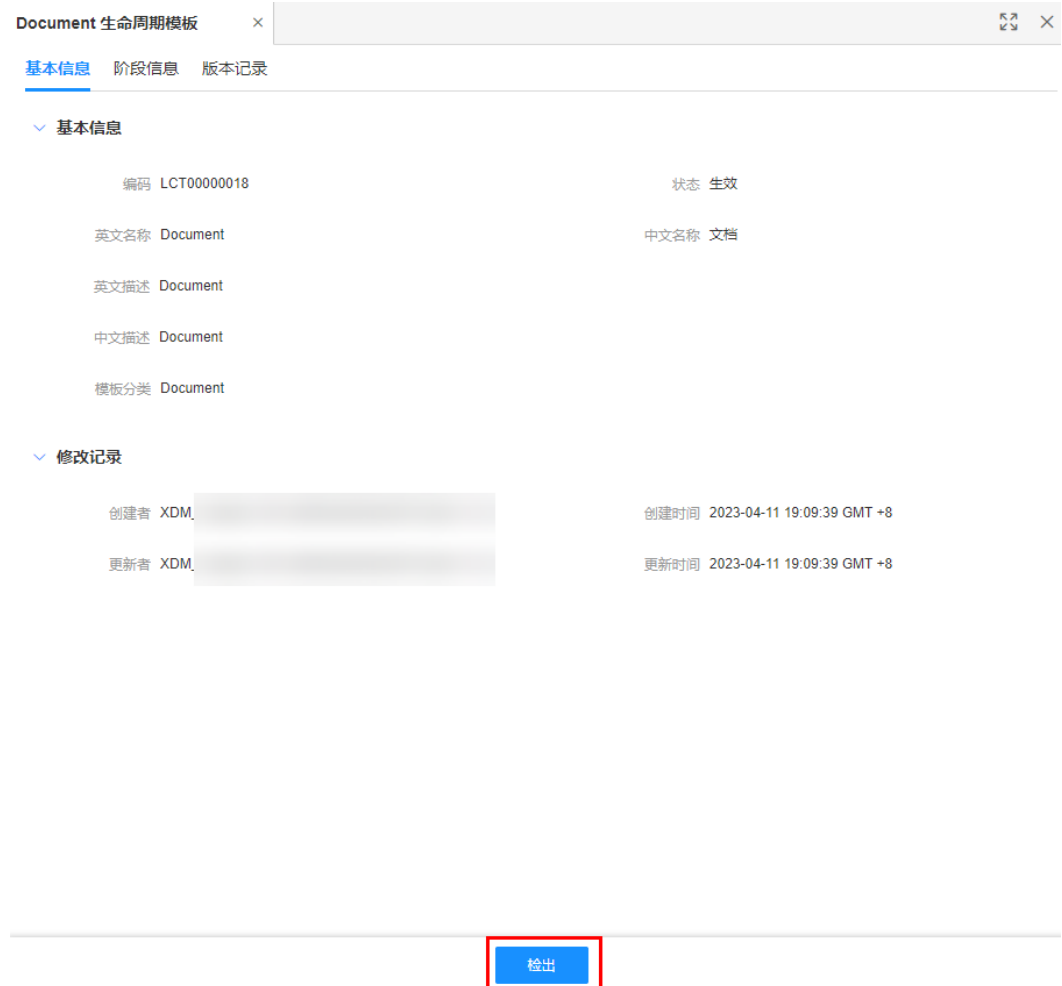 Document 生命周期模板
基本信息 阶段信息 版本记录
基本信息
编码 LCT00000018 状态 生效
英文名称 Document 中文名称 文档
英文描述 Document
中文描述 Document
模板分类 Document
修改记录
创建者 XDM_ 创建时间 2023-04-11 19:09:39 GMT +8
更新者 XDM_ 更新时间 2023-04-11 19:09:39 GMT +8
检出